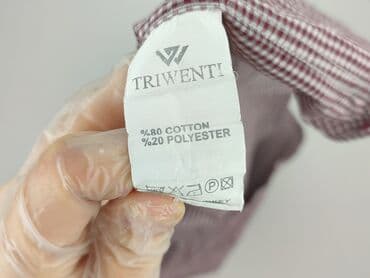 TRIWENTI
%80 COTTON
%20 POLYESTER
P